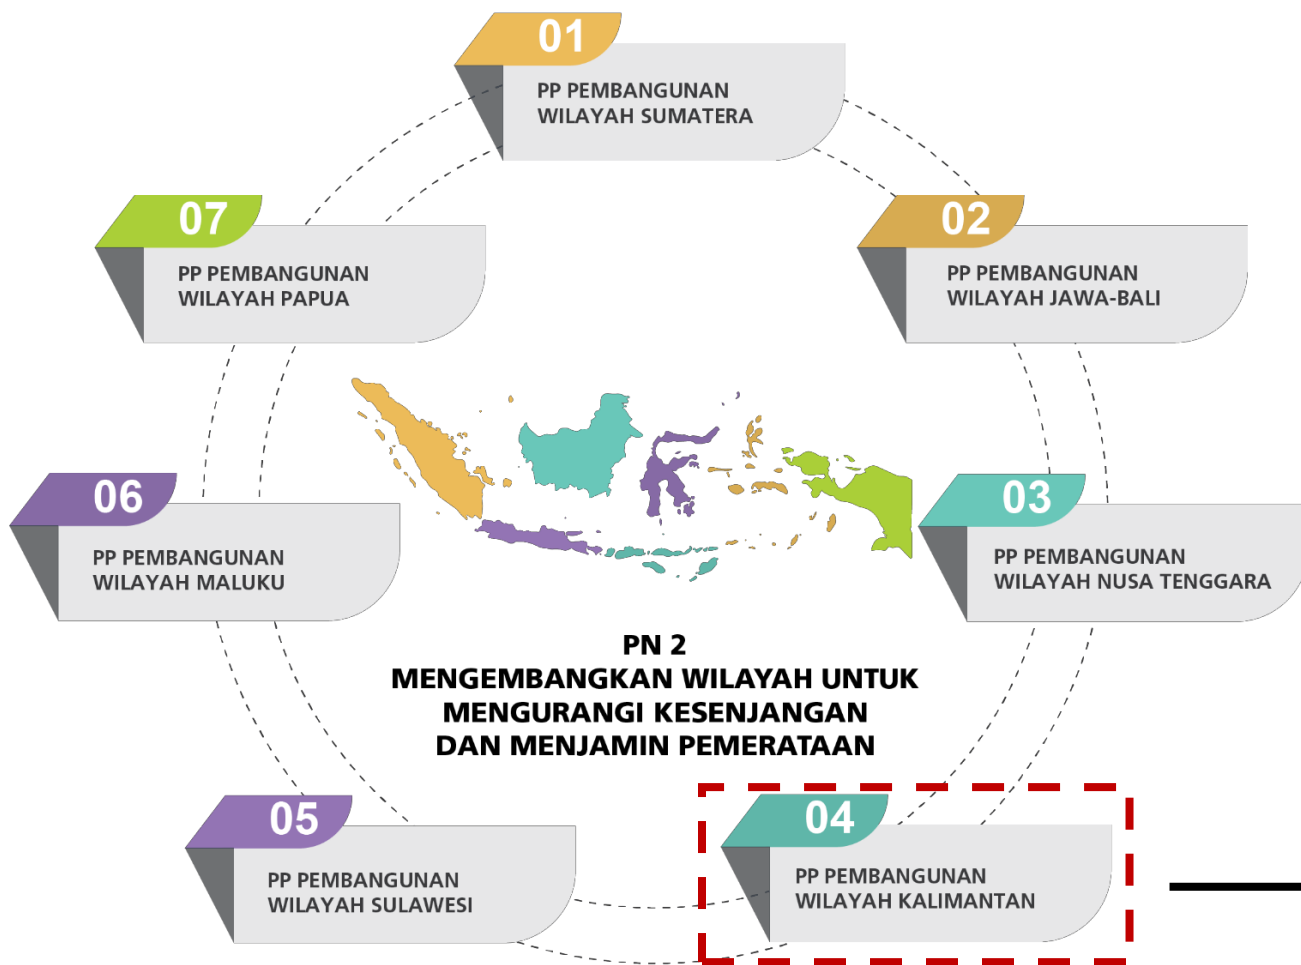 01
PP PEMBANGUNAN
WILAYAH SUMATERA
02
PP PEMBANGUNAN
WILAYAH JAWA-BALI
03
PP PEMBANGUNAN
WILAYAH NUSA TENGGARA
04
PP PEMBANGUNAN
WILAYAH KALIMANTAN
05
PP PEMBANGUNAN
WILAYAH SULAWESI
06
PP PEMBANGUNAN
WILAYAH MALUKU
07
PP PEMBANGUNAN
WILAYAH PAPUA
PN 2
MENGEMBANGKAN WILAYAH UNTUK
MENGURANGI KESENJANGAN
DAN MENJAMIN PEMERATAAN